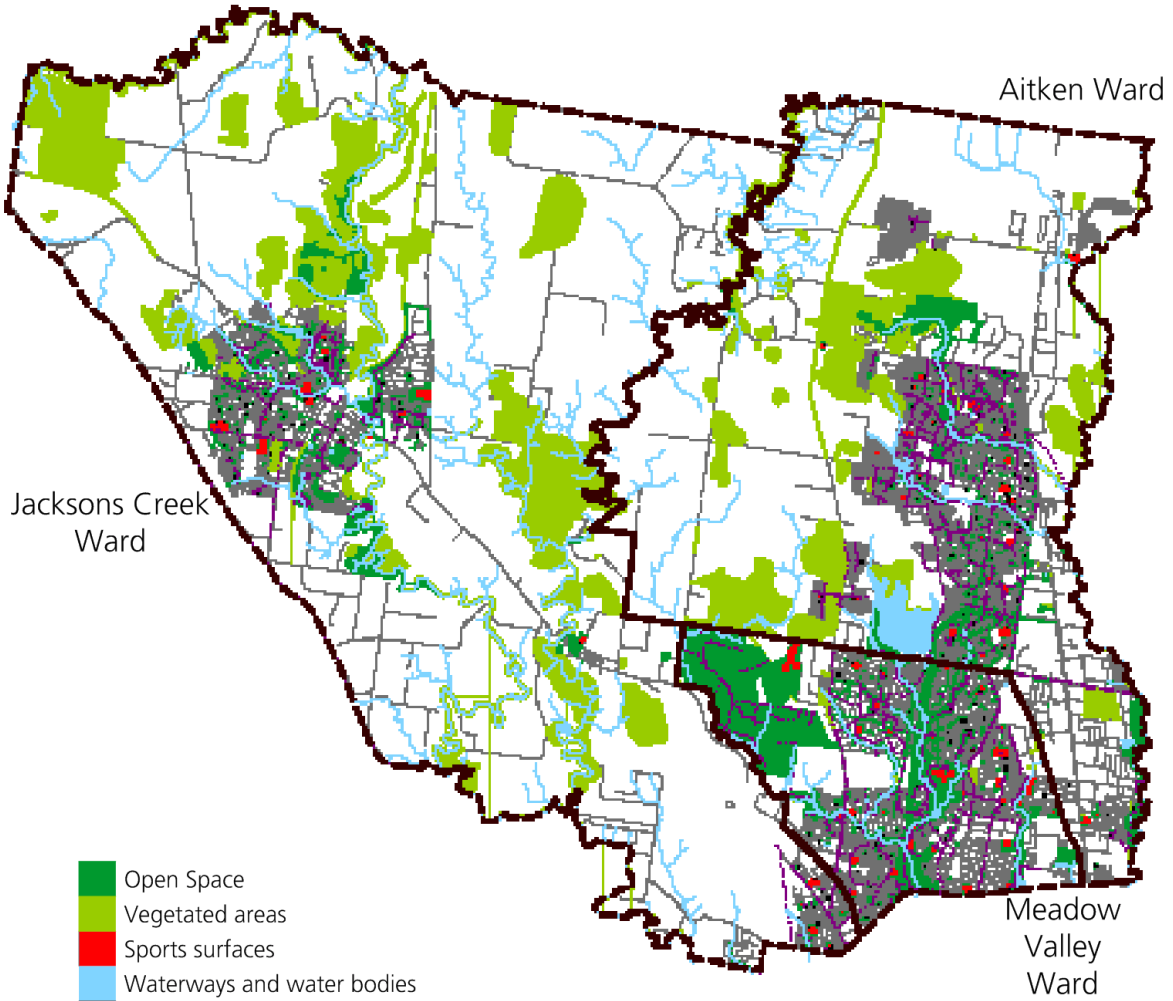 Aitken Ward
Jacksons Creek
Ward
Open Space
Vegetated areas
Sports surfaces
Waterways and water bodies
Meadow
Valley
Ward